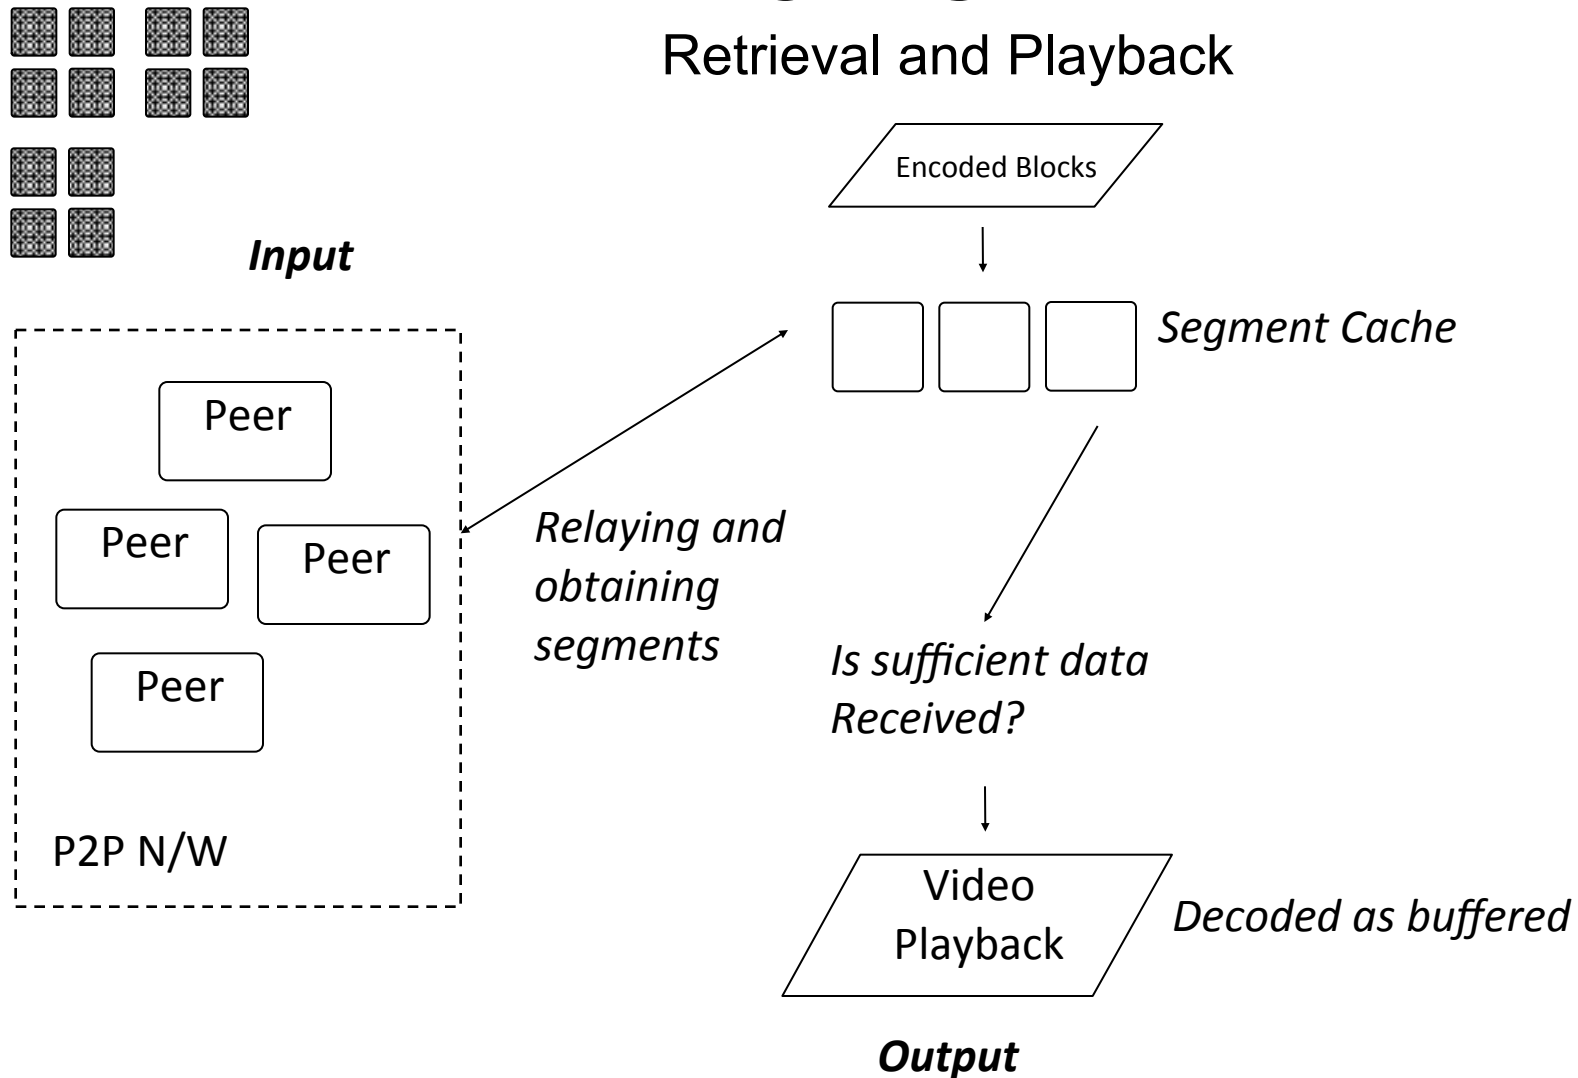 Retrieval and Playback
Encoded Blocks
Input
Segment Cache
Peer
Peer
Peer
Peer
P2P N/W
Relaying and
obtaining
segments
Is sufficient data
Received?
Video
Playback
Decoded as buffered
Output